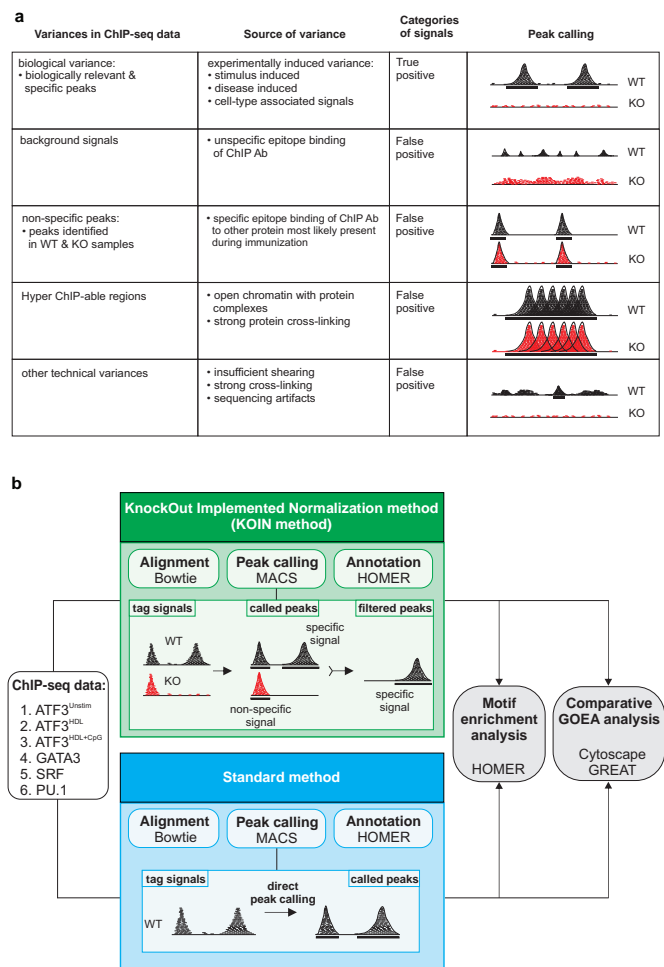 a
Variances in ChIP-seq data
Source of variance
Categories
of signals
Peak calling
biological variance:
• biologically relevant &
specific peaks
experimentally induced variance:
• stimulus induced
• disease induced
• cell-type associated signals
True
positive
WT
KO
background signals
• unspecific epitope binding
of ChIP Ab
False
positive
WT
KO
non-specific peaks:
• peaks identified
in WT & KO samples
• specific epitope binding of ChIP Ab
to other protein most likely present
during immunization
False
positive
WT
KO
Hyper ChIP-able regions
• open chromatin with protein
complexes
• strong protein cross-linking
False
positive
WT
KO
other technical variances
• insufficient shearing
• strong cross-linking
• sequencing artifacts
False
positive
WT
KO
b
KnockOut Implemented Normalization method
(KOIN method)
Alignment
Bowtie
Peak calling
MACS
Annotation
HOMER
tag signals
called peaks
filtered peaks
WT
KO
specific
signal
non-specific
signal
specific
signal
ChIP-seq data:
1. ATF3Unstim
2. ATF3HDL
3. ATF3HDL+CpG
4. GATA3
5. SRF
6. PU.1
Motif
enrichment
analysis
HOMER
Comparative
GOEA analysis
Cytoscape
GREAT
Standard method
Alignment
Bowtie
Peak calling
MACS
Annotation
HOMER
tag signals
called peaks
direct
peak calling
WT